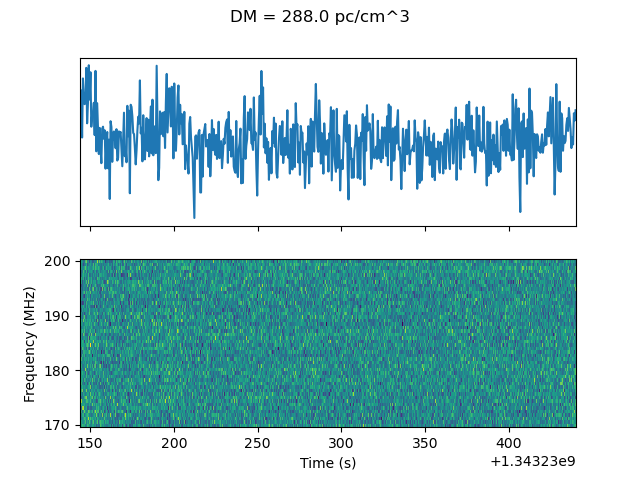 DM = 288.0 pc/cm^3
200
190
180
170
Frequency (MHz)
150 200 250 300 350 400
Time (s)
+1.34323e9